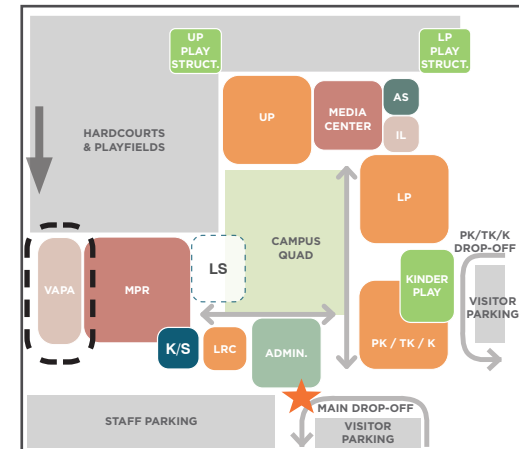 UP
PLAY
STRUCT.
LP
PLAY
STRUCT.
AS
UP
MEDIA
CENTER
HARDCOURTS
& PLAYFIELDS
IL
LP
PK/TK/K
DROP-OFF
CAMPUS
QUAD
LS
VAPA
MPR
KINDER
PLAY
VISITOR
PARKING
K/S
LRC
ADMIN.
PK / TK / K
MAIN DROP-OFF
STAFF PARKING
VISITOR
PARKING